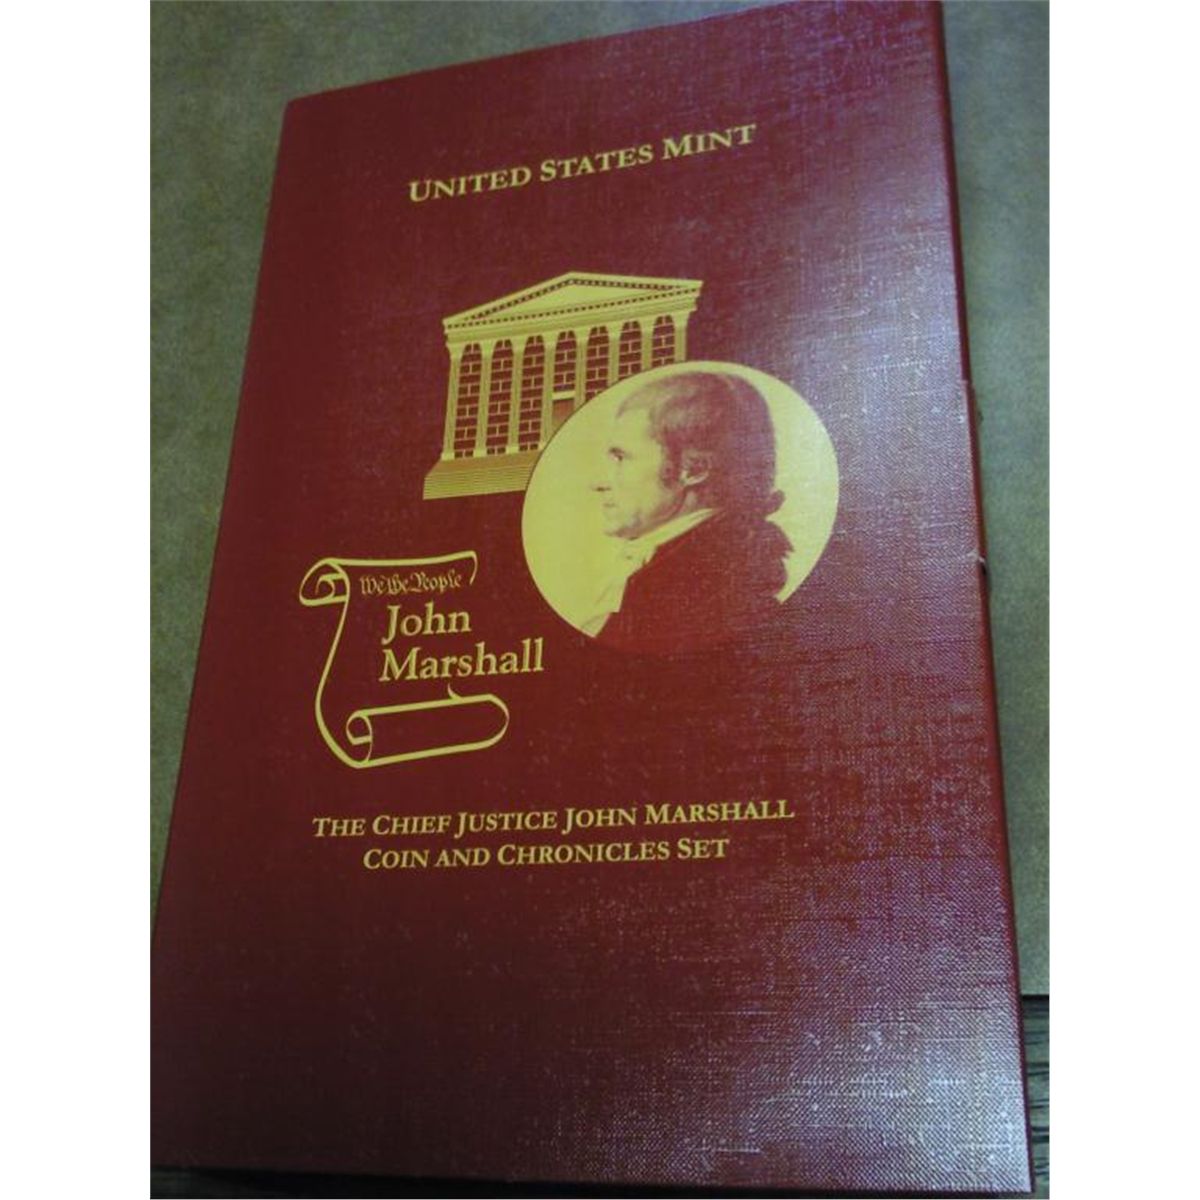 UNITED STATES MINT
We the People
John
Marshall
THE CHIEF JUSTICE JOHN MARSHALL
COIN AND CHRONICLES SET